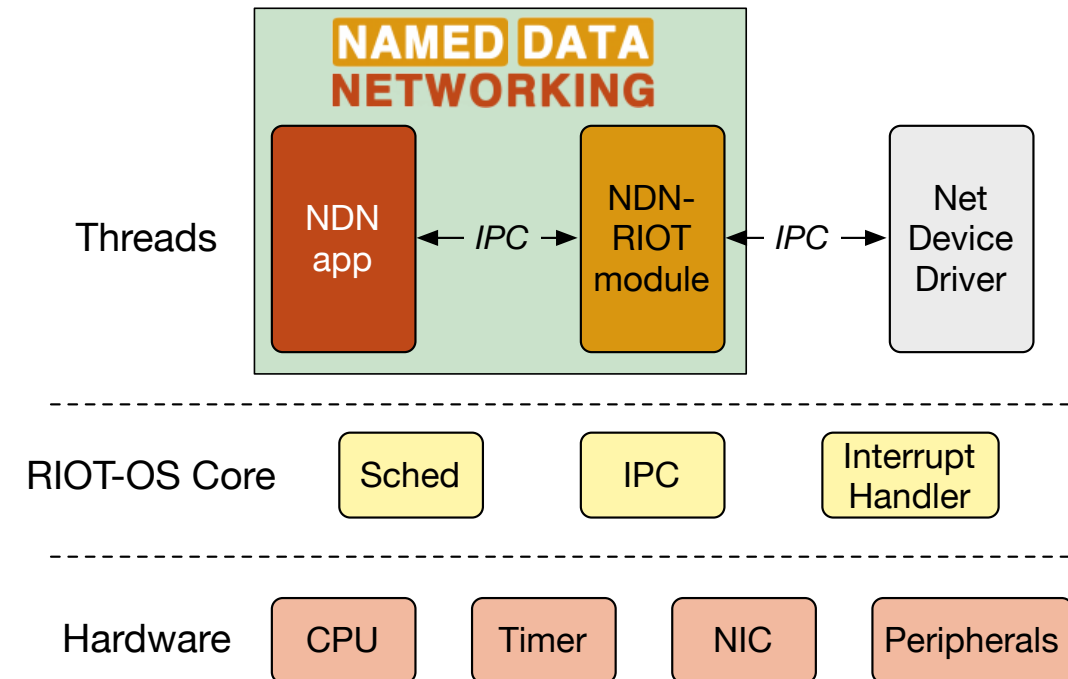 NAMED DATA
NETWORKING
Threads
NDN
app
IPC
NDN-
RIOT
module
IPC
Net
Device
Driver
RIOT-OS Core
Sched
IPC
Interrupt
Handler
Hardware
CPU
Timer
NIC
Peripherals